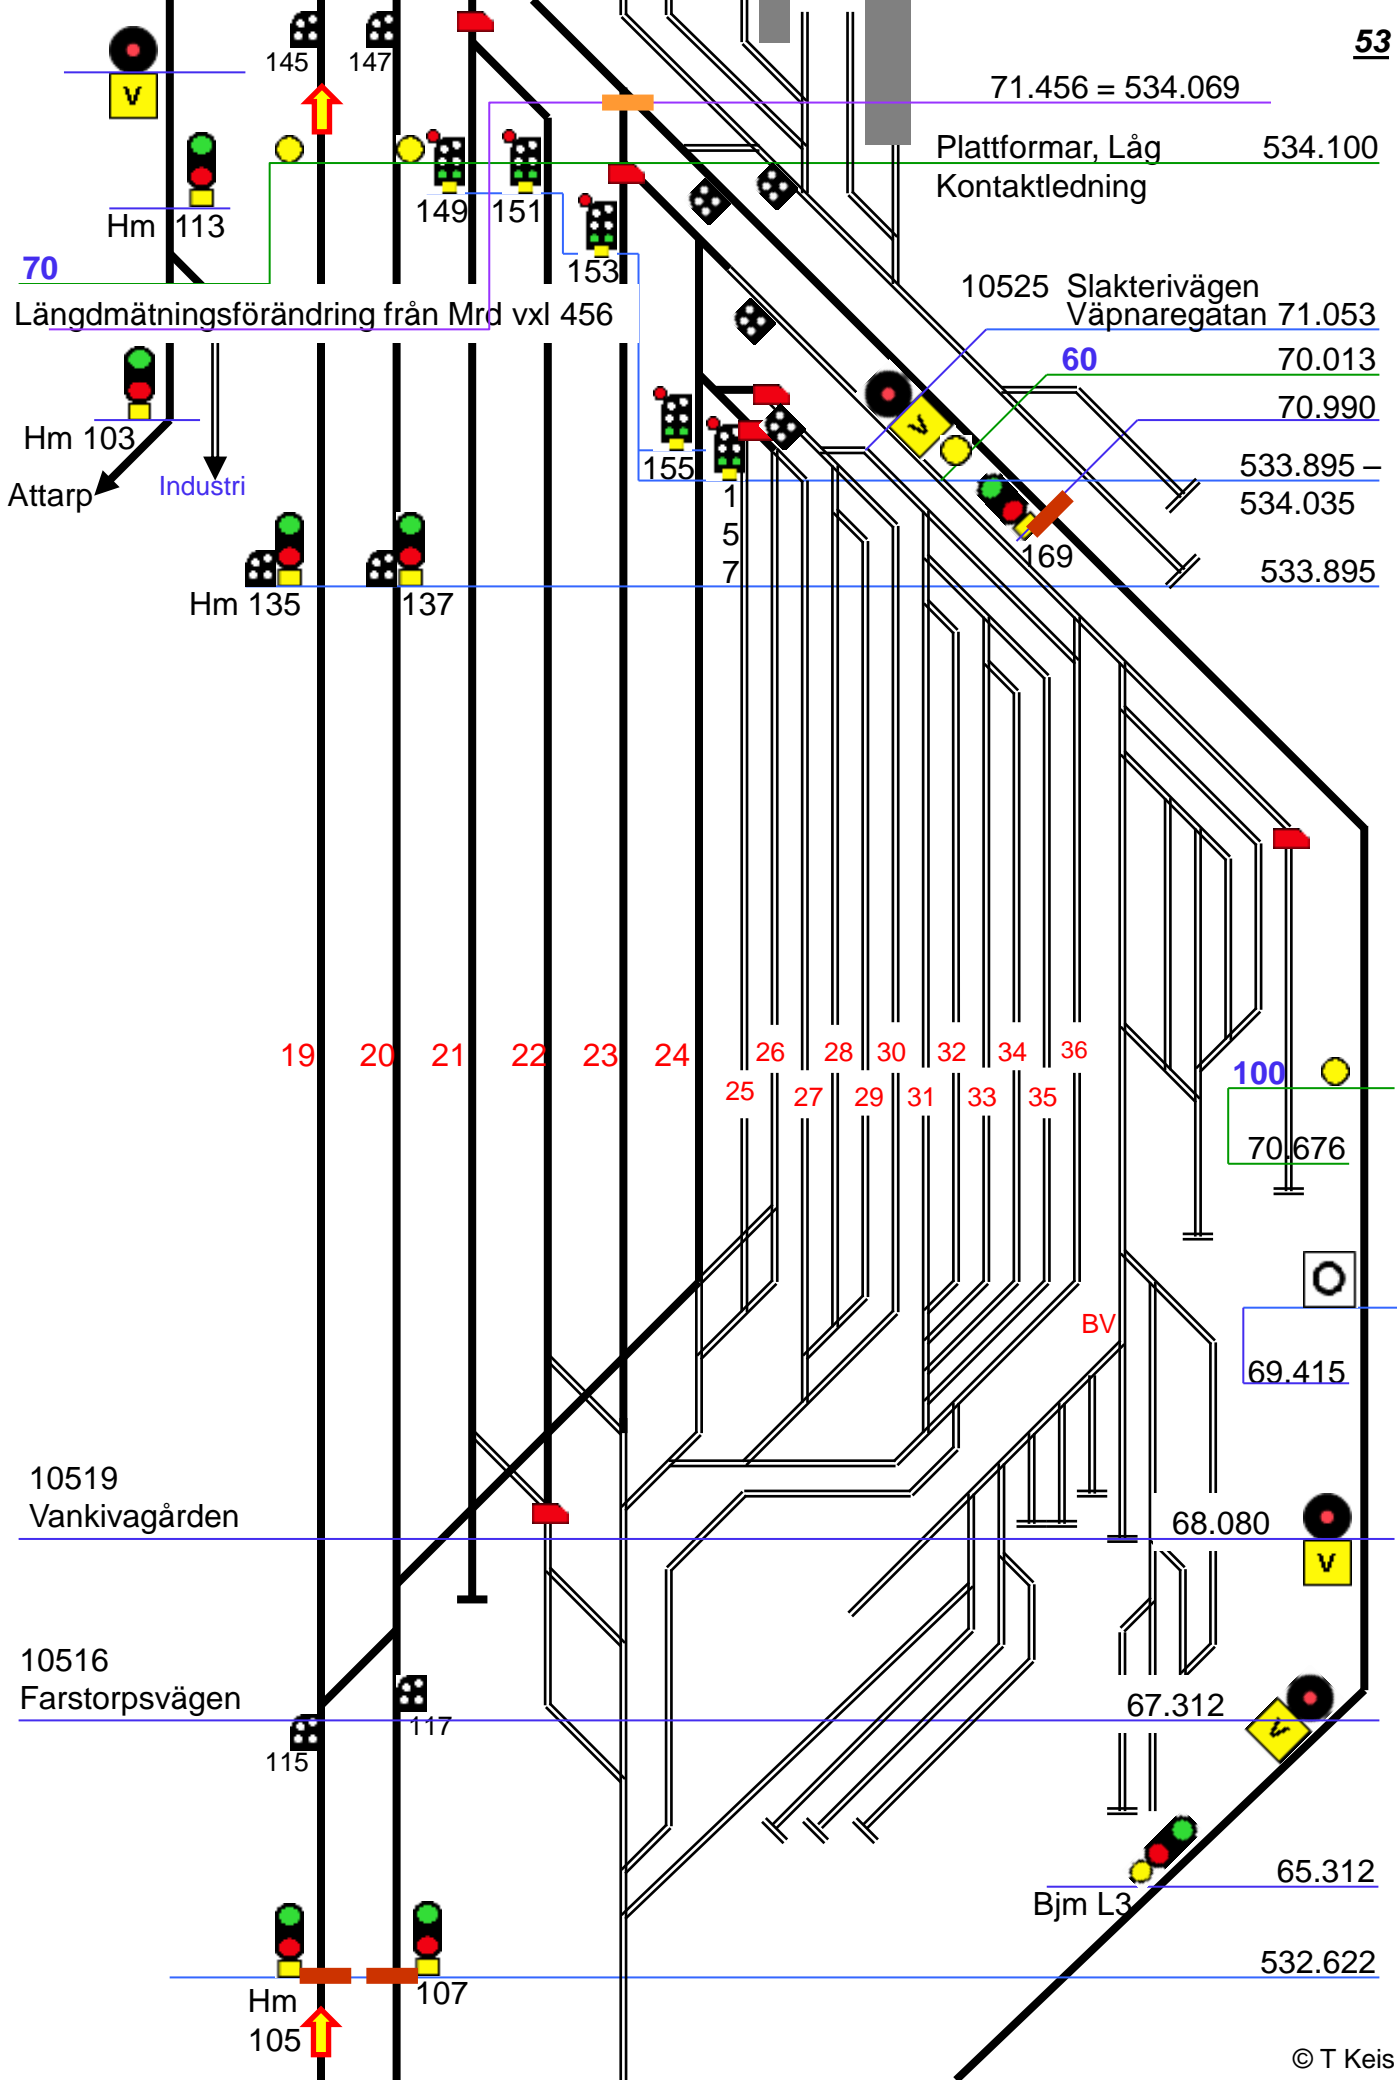 53
145
147
V
71.456 = 534.069
Plattformar, Låg
Kontaktledning
534.100
Hm 113
149
151
153
70
Längdmätningsförändring från Mrd vxl 456
10525 Slakterivägen
Väpnaregatan 71.053
60
70.013
70.990
V
Hm 103
Attarp
Industri
155
1
5
7
533.895 –
534.035
169
533.895
Hm 135
137
19
20
21
22
23
24
25
26
27
28
29
30
31
32
33
34
35
36
100
70.676
BV
69.415
10519
Vankivagården
68.080
V
10516
Farstorpsvägen
67.312
V
117
115
65.312
Bjm L3
532.622
Hm
105
107
© T Keis